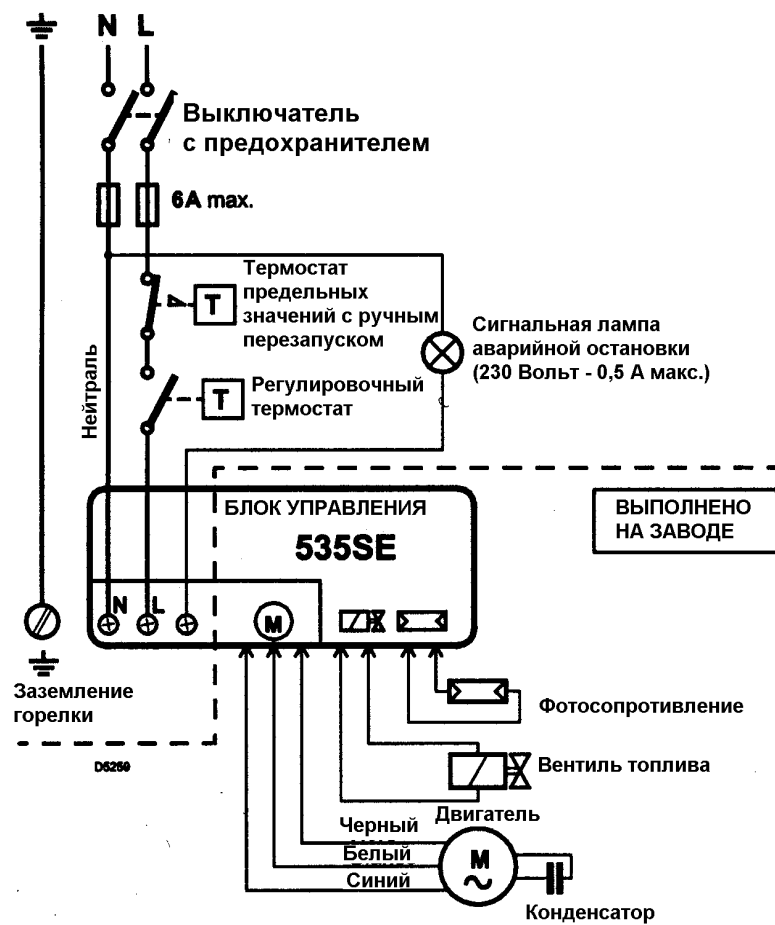 N L
Выключатель
с предохранителем
6A max.
Термостат
предельных
значений с ручным
перезапуском
T
Сигнальная лампа
аварийной остановки
(230 Вольт - 0,5 А макс.)
Регулировочный
термостат
T
Нейтраль
БЛОК УПРАВЛЕНИЯ
535SE
ВЫПОЛНЕНО
НА ЗАВОДЕ
N L
M
Заземление
горелки
Фотосопротивление
D5259
Вентиль топлива
Двигатель
Черный
Белый
Синий
M
Конденсатор